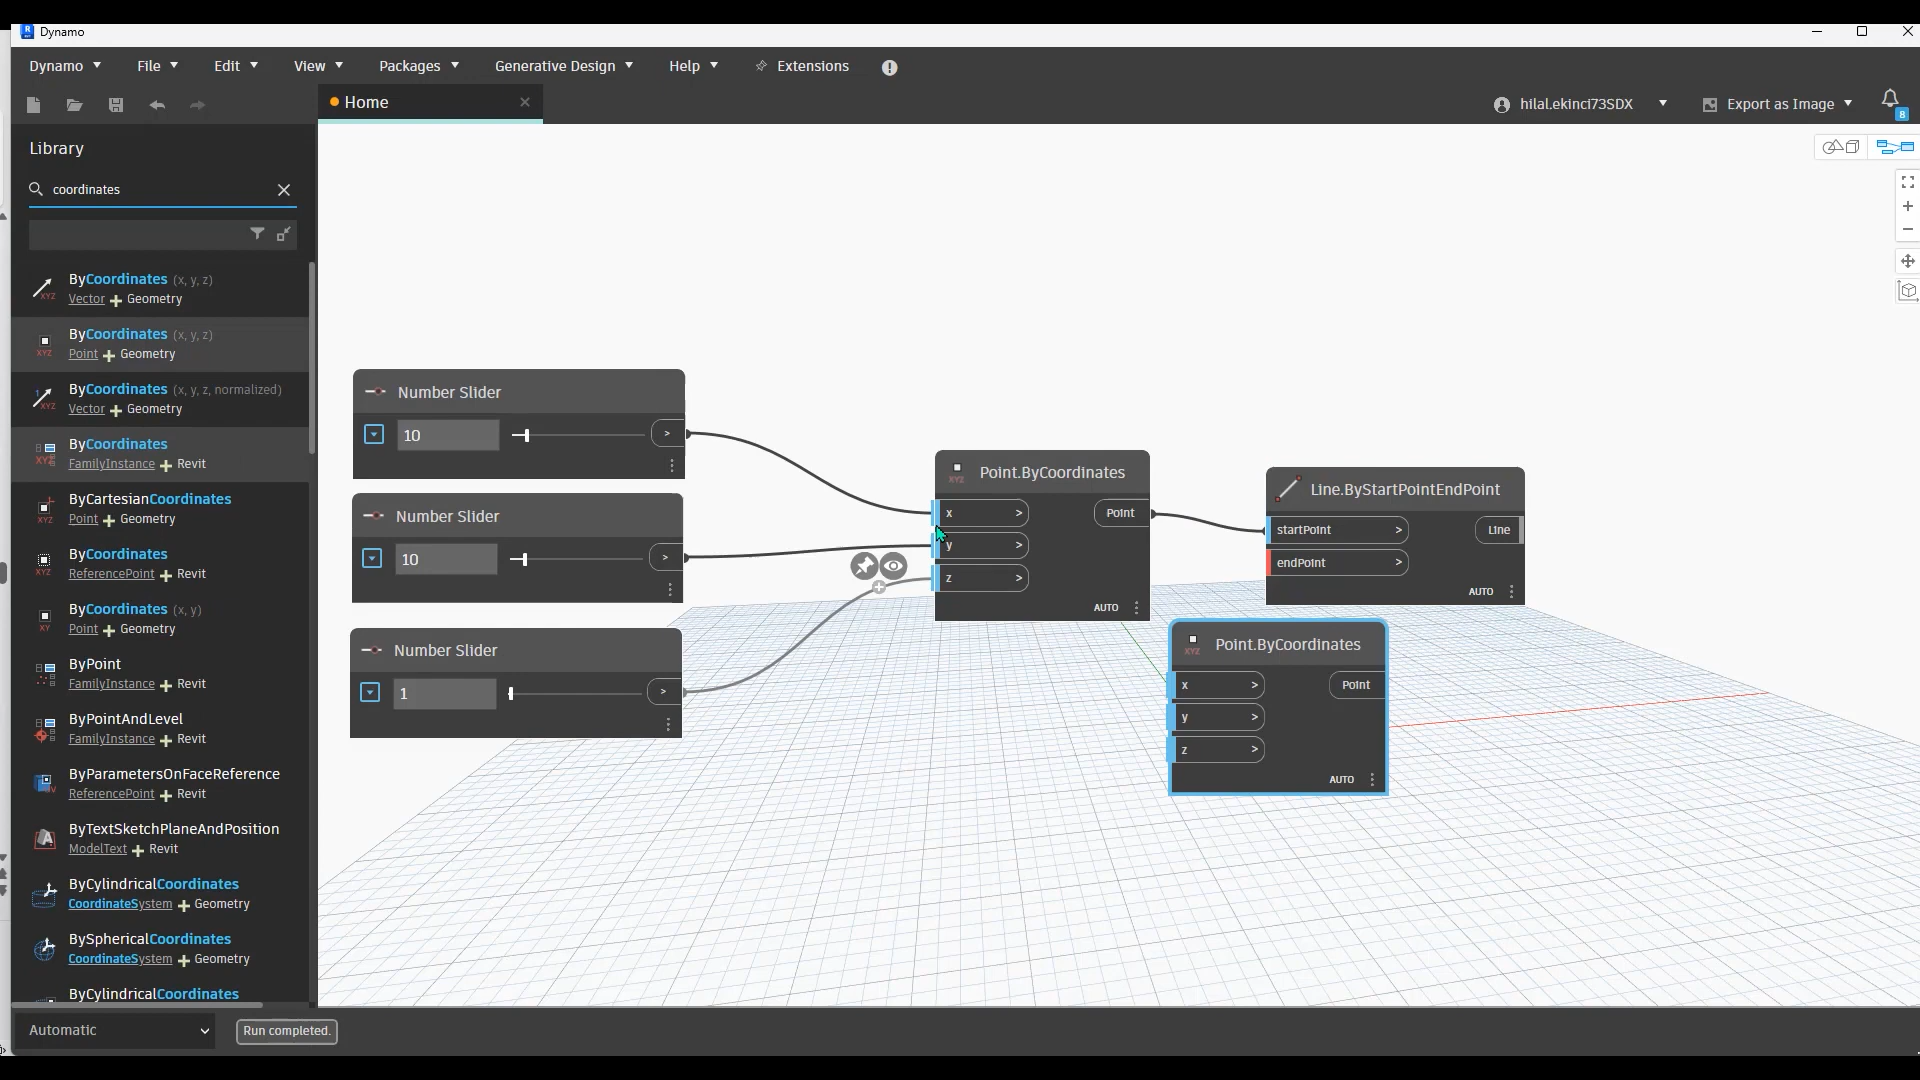 Dynamo
Dynamo File Edit View Packages Generative Design Help Extensions
Home
hilal.ekinci73SDX
Export as Image
8
Library
coordinates
ByCoordinates (x, y, z)
Vector + Geometry
ByCoordinates (x, y, z)
Point + Geometry
ByCoordinates (x, y, z, normalized)
Vector + Geometry
ByCoordinates
FamilyInstance + Revit
ByCartesianCoordinates
Point + Geometry
ByCoordinates
ReferencePoint + Revit
ByCoordinates (x, y)
Point + Geometry
ByPoint
FamilyInstance + Revit
ByPointAndLevel
FamilyInstance + Revit
ByParametersOnFaceReference
ReferencePoint + Revit
ByTextSketchPlaneAndPosition
ModelText + Revit
ByCylindricalCoordinates
CoordinateSystem + Geometry
BySphericalCoordinates
CoordinateSystem + Geometry
ByCylindricalCoordinates
Number Slider
10 >
Number Slider
10 >
Number Slider
1 >
Point.ByCoordinates
x > Point
y >
z >
AUTO
Line.ByStartPointEndPoint
startPoint > Line
endPoint >
AUTO
Point.ByCoordinates
x > Point
y >
z >
AUTO
Automatic
Run completed.